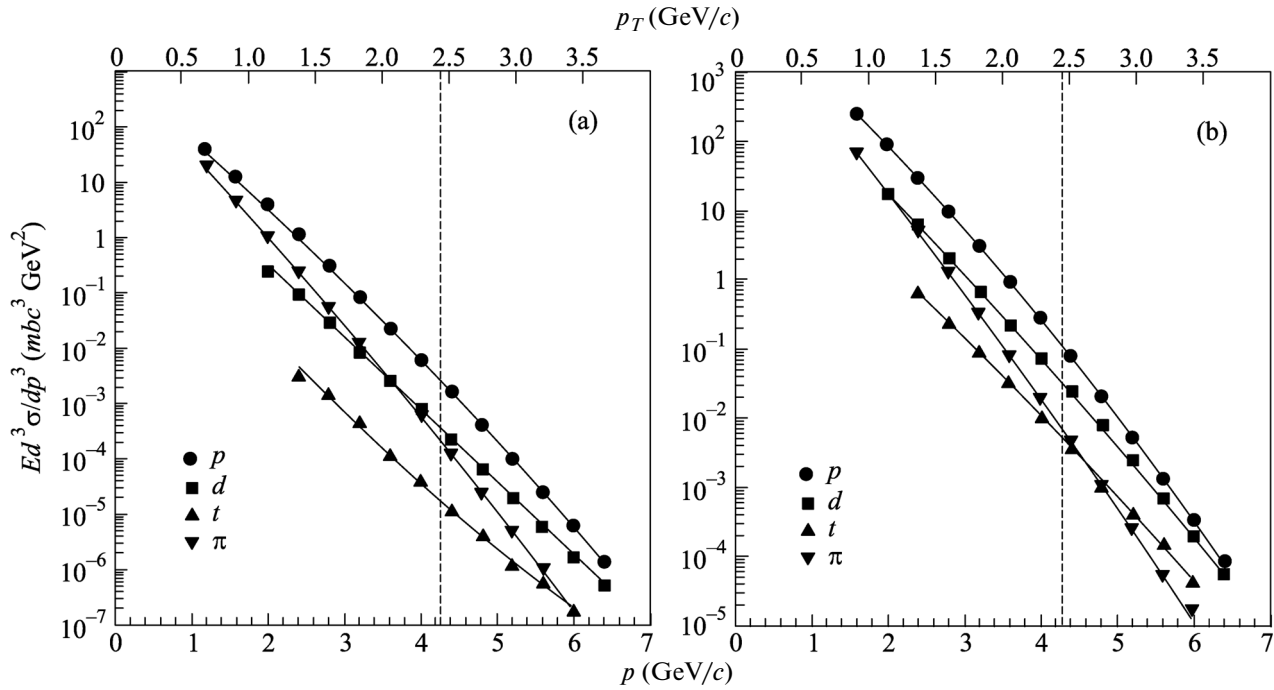 p_T (GeV/c)
0 0.5 1.0 1.5 2.0 2.5 3.0 3.5 0 0.5 1.0 1.5 2.0 2.5 3.0 3.5
(a)
10^2
10
1
10^-1
10^-2
10^-3
10^-4
10^-5
10^-6
10^-7
Ed^3 σ/dp^3 (mbc^3 GeV^2)
p
d
t
π
0 1 2 3 4 5 6 7
(b)
10^3
10^2
10
1
10^-1
10^-2
10^-3
10^-4
10^-5
p
d
t
π
0 1 2 3 4 5 6 7
p (GeV/c)